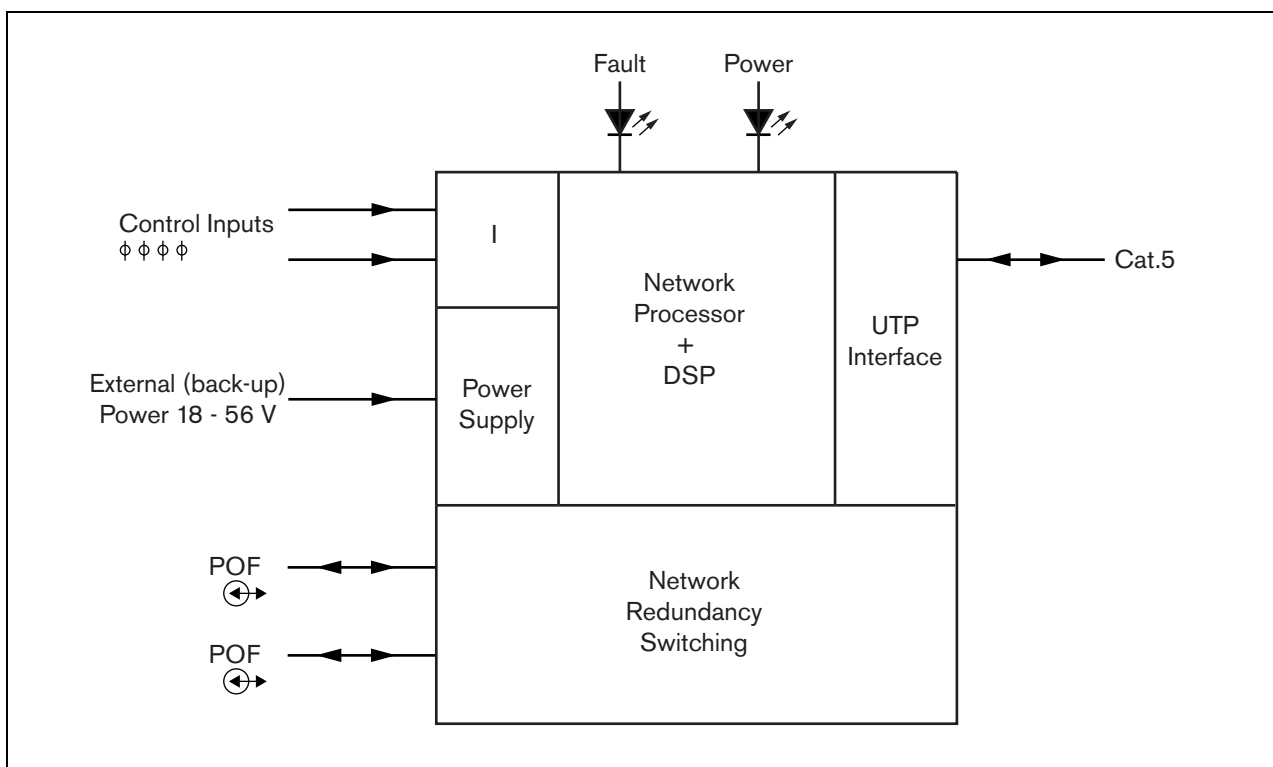 Fault
Power
Control Inputs
ϕ ϕ ϕ ϕ
I
Network
Processor
+
DSP
UTP
Interface
Cat.5
External (back-up)
Power 18 - 56 V
Power
Supply
POF
POF
Network
Redundancy
Switching